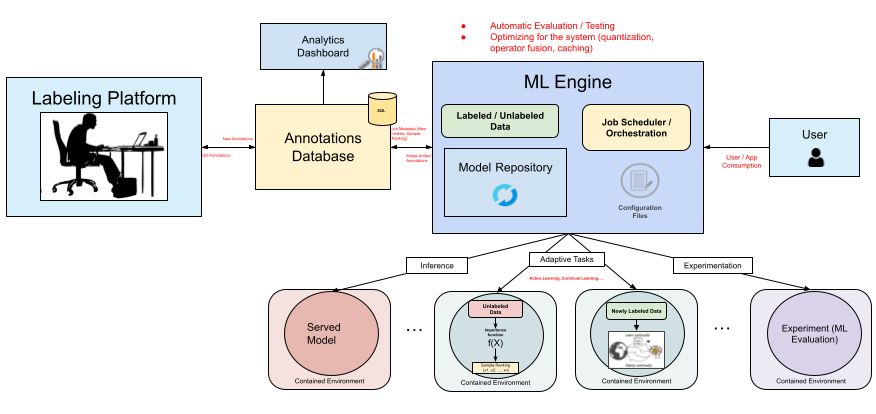 ● Automatic Evaluation / Testing
● Optimizing for the system (quantization,
operator fusion, caching)
Analytics
Dashboard
Labeling Platform
SQL
Annotations
Database
New Annotations
Old Annotations
Job Metadata (New
models, Sample
Ranking)
Model-Artified
Annotations
ML Engine
Labeled / Unlabeled
Data
Job Scheduler /
Orchestration
Model Repository
Configuration
Files
User
User / App
Consumption
Inference
Adaptive Tasks
Experimentation
Active Learning, Continual Learning, ...
Served
Model
Contained Environment
...
Unlabeled
Data
Importance
function
f(X)
Sample Ranking
(x1, x2, ..., xn)
Contained Environment
Newly Labeled Data
Contained Environment
...
Experiment (ML
Evaluation)
Contained Environment